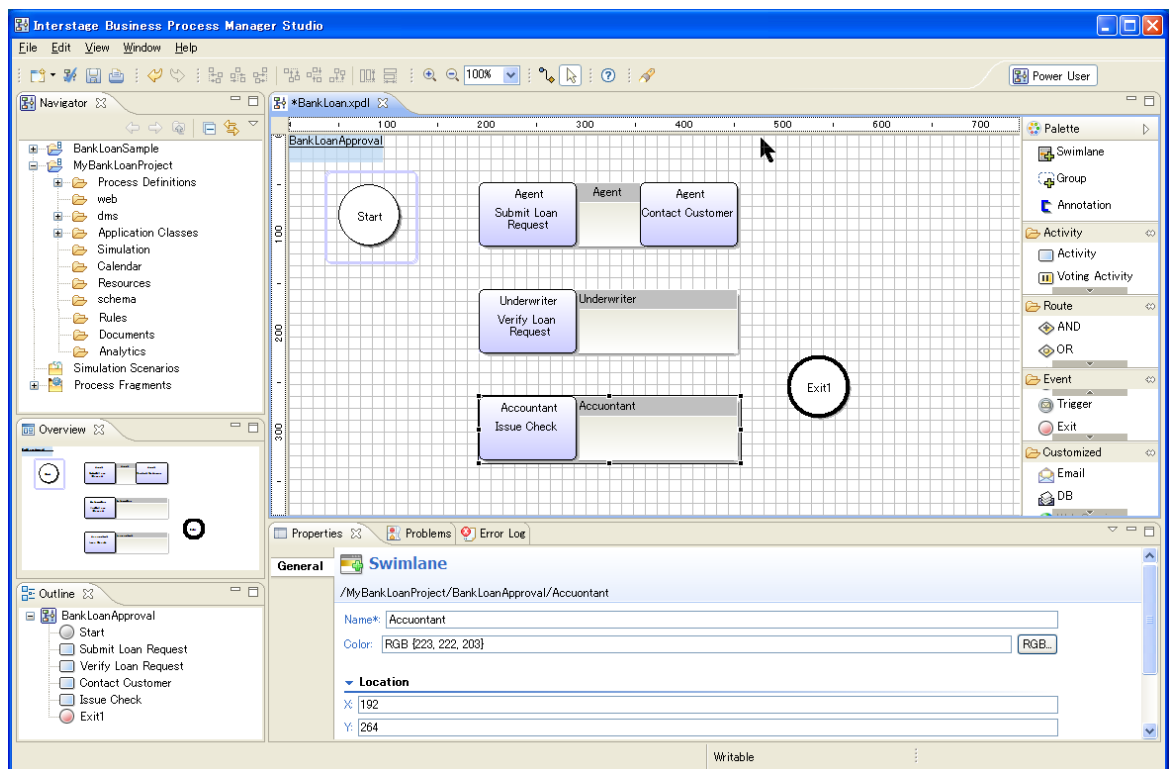 Interstage Business Process Manager Studio
File Edit View Window Help
100%
Power User
Navigator
BankLoanSample
MyBankLoanProject
Process Definitions
web
dms
Application Classes
Simulation
Calendar
Resources
schema
Rules
Documents
Analytics
Simulation Scenarios
Process Fragments
Overview
Outline
BankLoanApproval
Start
Submit Loan Request
Verify Loan Request
Contact Customer
Issue Check
Exit1
*BankLoan.xpdl
100 200 300 400 500 600 700
100
200
300
BankLoanApproval
Start
Agent
Submit Loan
Request
Agent
Agent
Contact Customer
Underwriter
Verify Loan
Request
Underwriter
Exit1
Accountant
Issue Check
Accuontant
Palette
Swimlane
Group
Annotation
Activity
Activity
Voting Activity
Route
AND
OR
Event
Trigger
Exit
Customized
Email
DB
Properties Problems Error Log
General
Swimlane
/MyBankLoanProject/BankLoanApproval/Accuontant
Name*: Accuontant
Color: RGB {223, 222, 203} RGB...
Location
X: 192
Y: 264
Writable